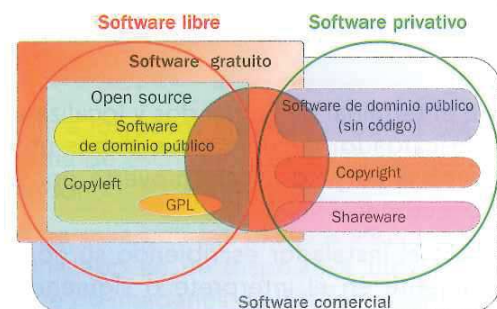 Software libre
Software privativo
Software gratuito
Open source
Software
de dominio público
Software de dominio público
(sin código)
Copyleft
Copyright
GPL
Shareware
Software comercial